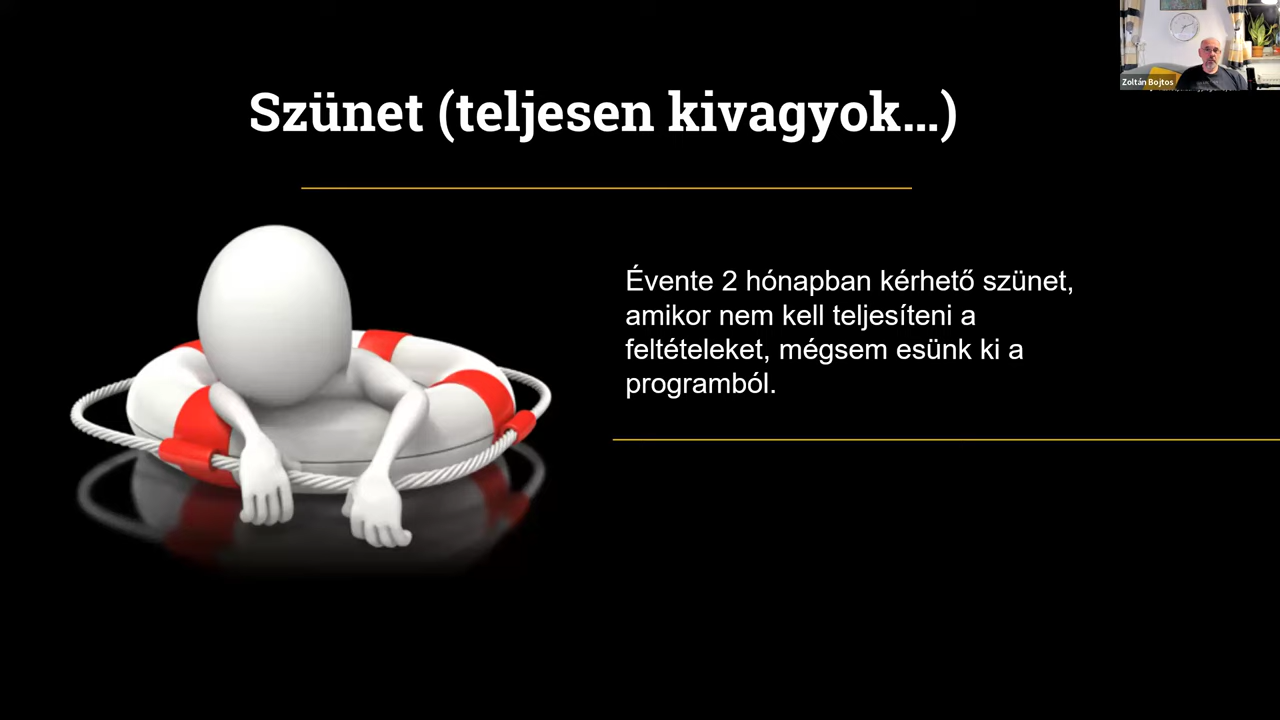 Szünet (teljesen kivagyok...)
Zoltán Bojtos
Évente 2 hónapban kérhető szünet,
amikor nem kell teljesíteni a
feltételeket, mégsem esünk ki a
programból.